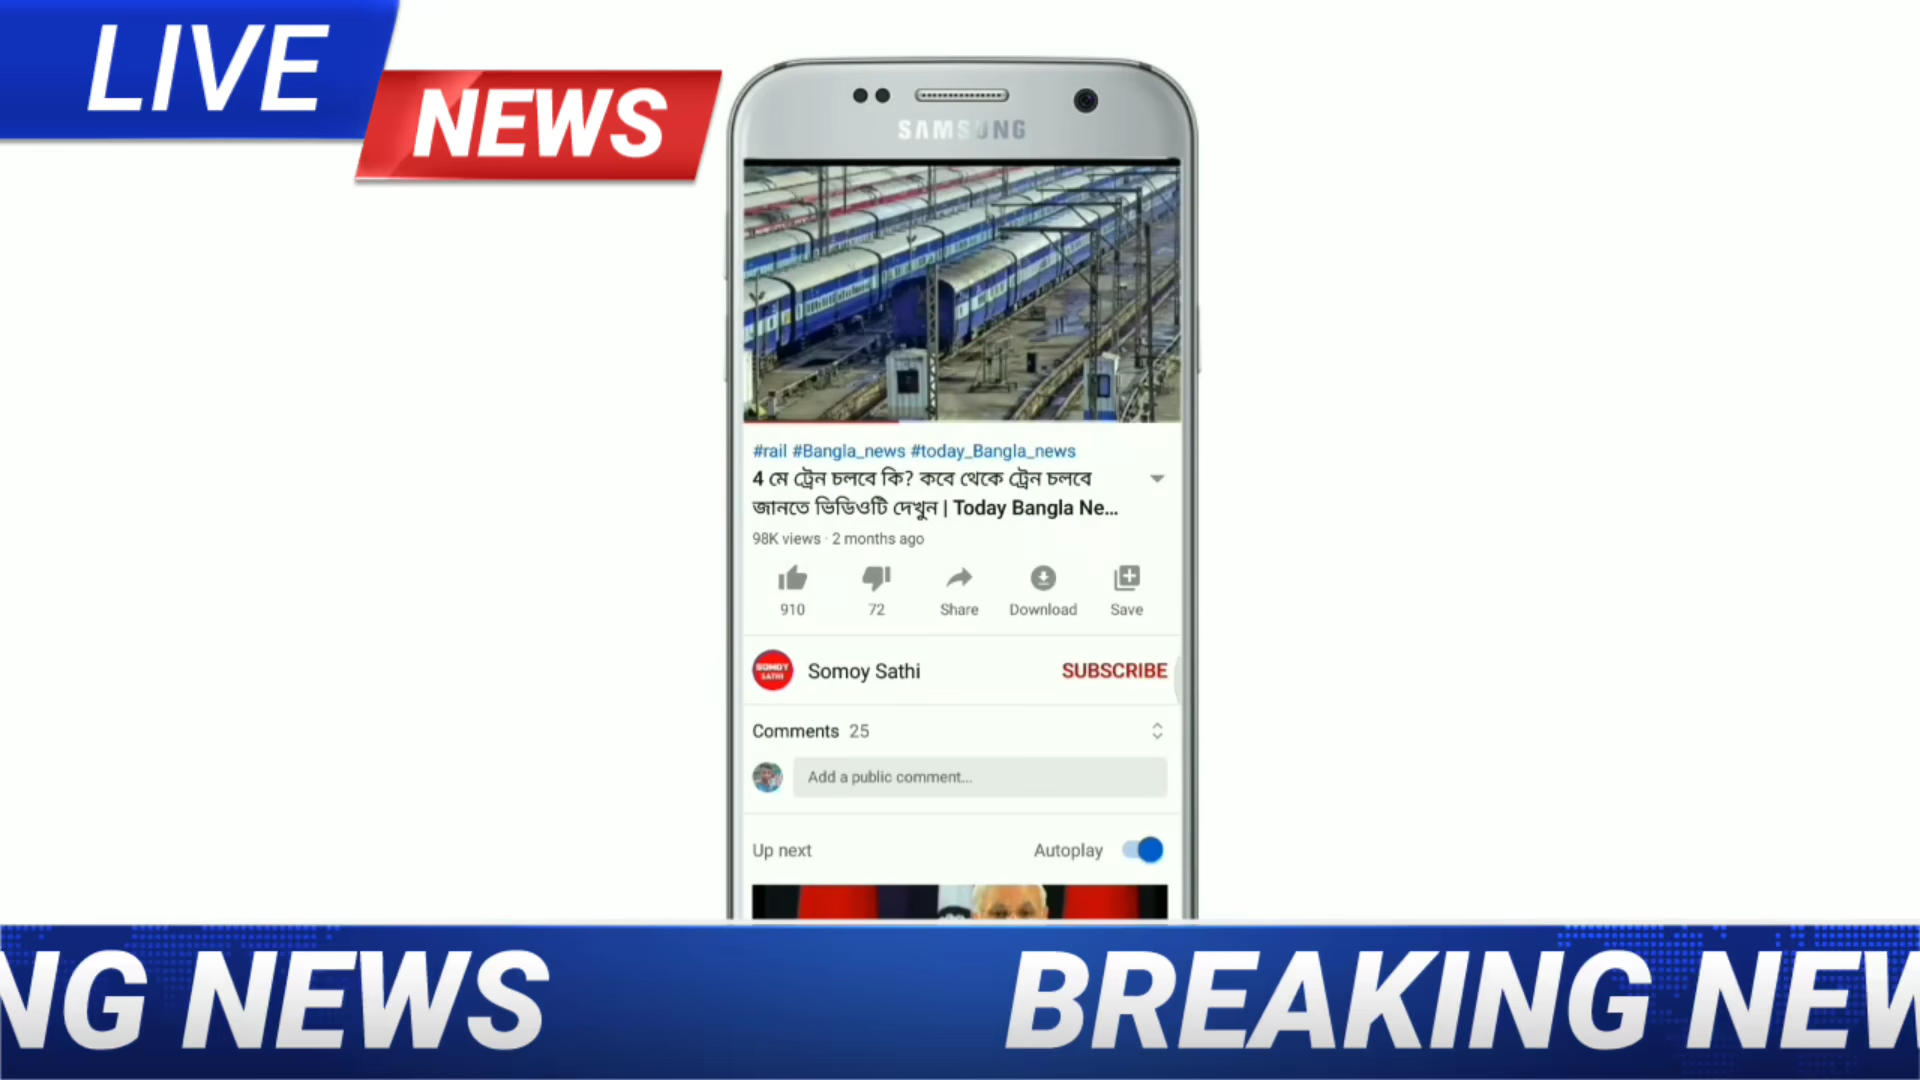 LIVE
NEWS
SAMSUNG
#rail #Bangla_news #today_Bangla_news
4 মে ট্রেন চলবে কি? কবে থেকে ট্রেন চলবে
জানতে ভিডিওটি দেখুন | Today Bangla Ne...
98K views · 2 months ago
910
72
Share
Download
Save
SOMOY
SATHI
Somoy Sathi
SUBSCRIBE
Comments 25
Add a public comment...
Up next
Autoplay
NG NEWS
BREAKING NEW